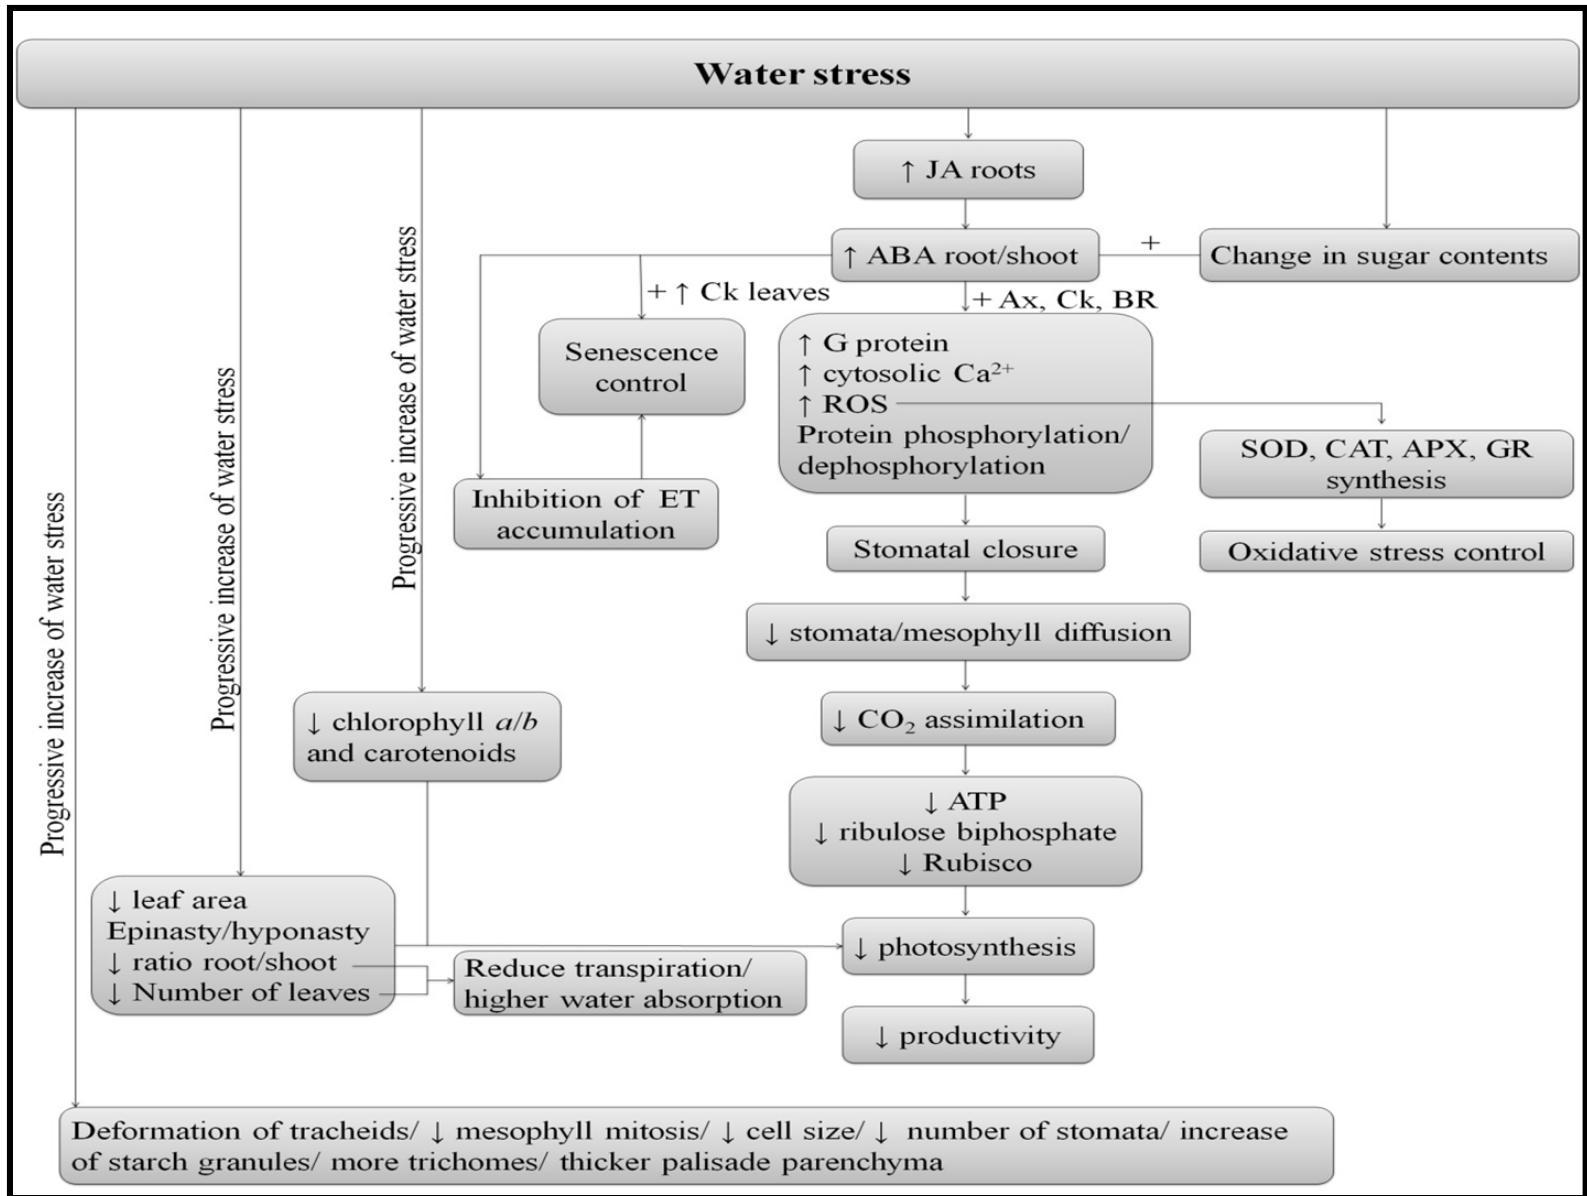 Water stress
↑ JA roots
↑ ABA root/shoot
+
Change in sugar contents
+ ↑ Ck leaves
+ Ax, Ck, BR
Senescence
control
↑ G protein
↑ cytosolic Ca²⁺
↑ ROS
Protein phosphorylation/
dephosphorylation
SOD, CAT, APX, GR
synthesis
Inhibition of ET
accumulation
Stomatal closure
Oxidative stress control
Progressive increase of water stress
Progressive increase of water stress
Progressive increase of water stress
↓ stomata/mesophyll diffusion
↓ chlorophyll a/b
and carotenoids
↓ CO₂ assimilation
↓ ATP
↓ ribulose biphosphate
↓ Rubisco
↓ leaf area
Epinasty/hyponasty
↓ ratio root/shoot
↓ Number of leaves
Reduce transpiration/
higher water absorption
↓ photosynthesis
↓ productivity
Deformation of tracheids/ ↓ mesophyll mitosis/ ↓ cell size/ ↓ number of stomata/ increase
of starch granules/ more trichomes/ thicker palisade parenchyma